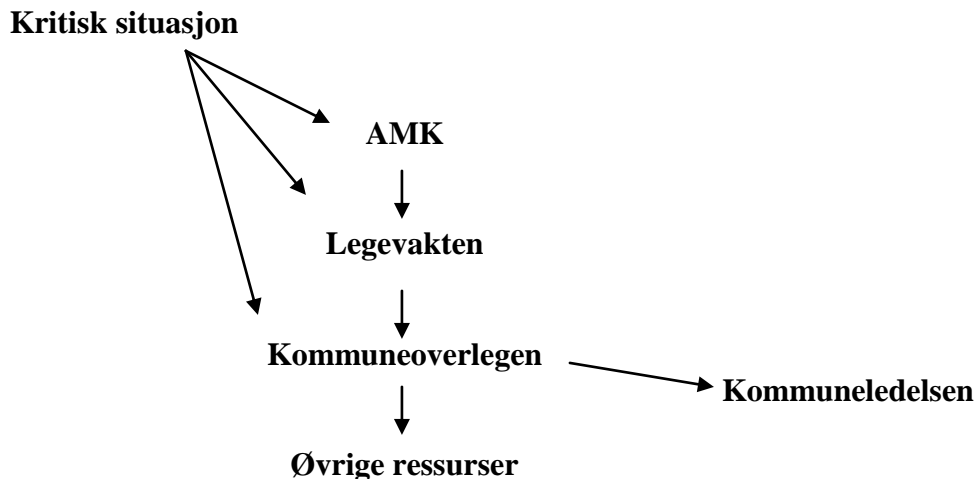 Kritisk situasjon
AMK
Legevakten
Kommuneoverlegen
Kommuneledelsen
Øvrige ressurser